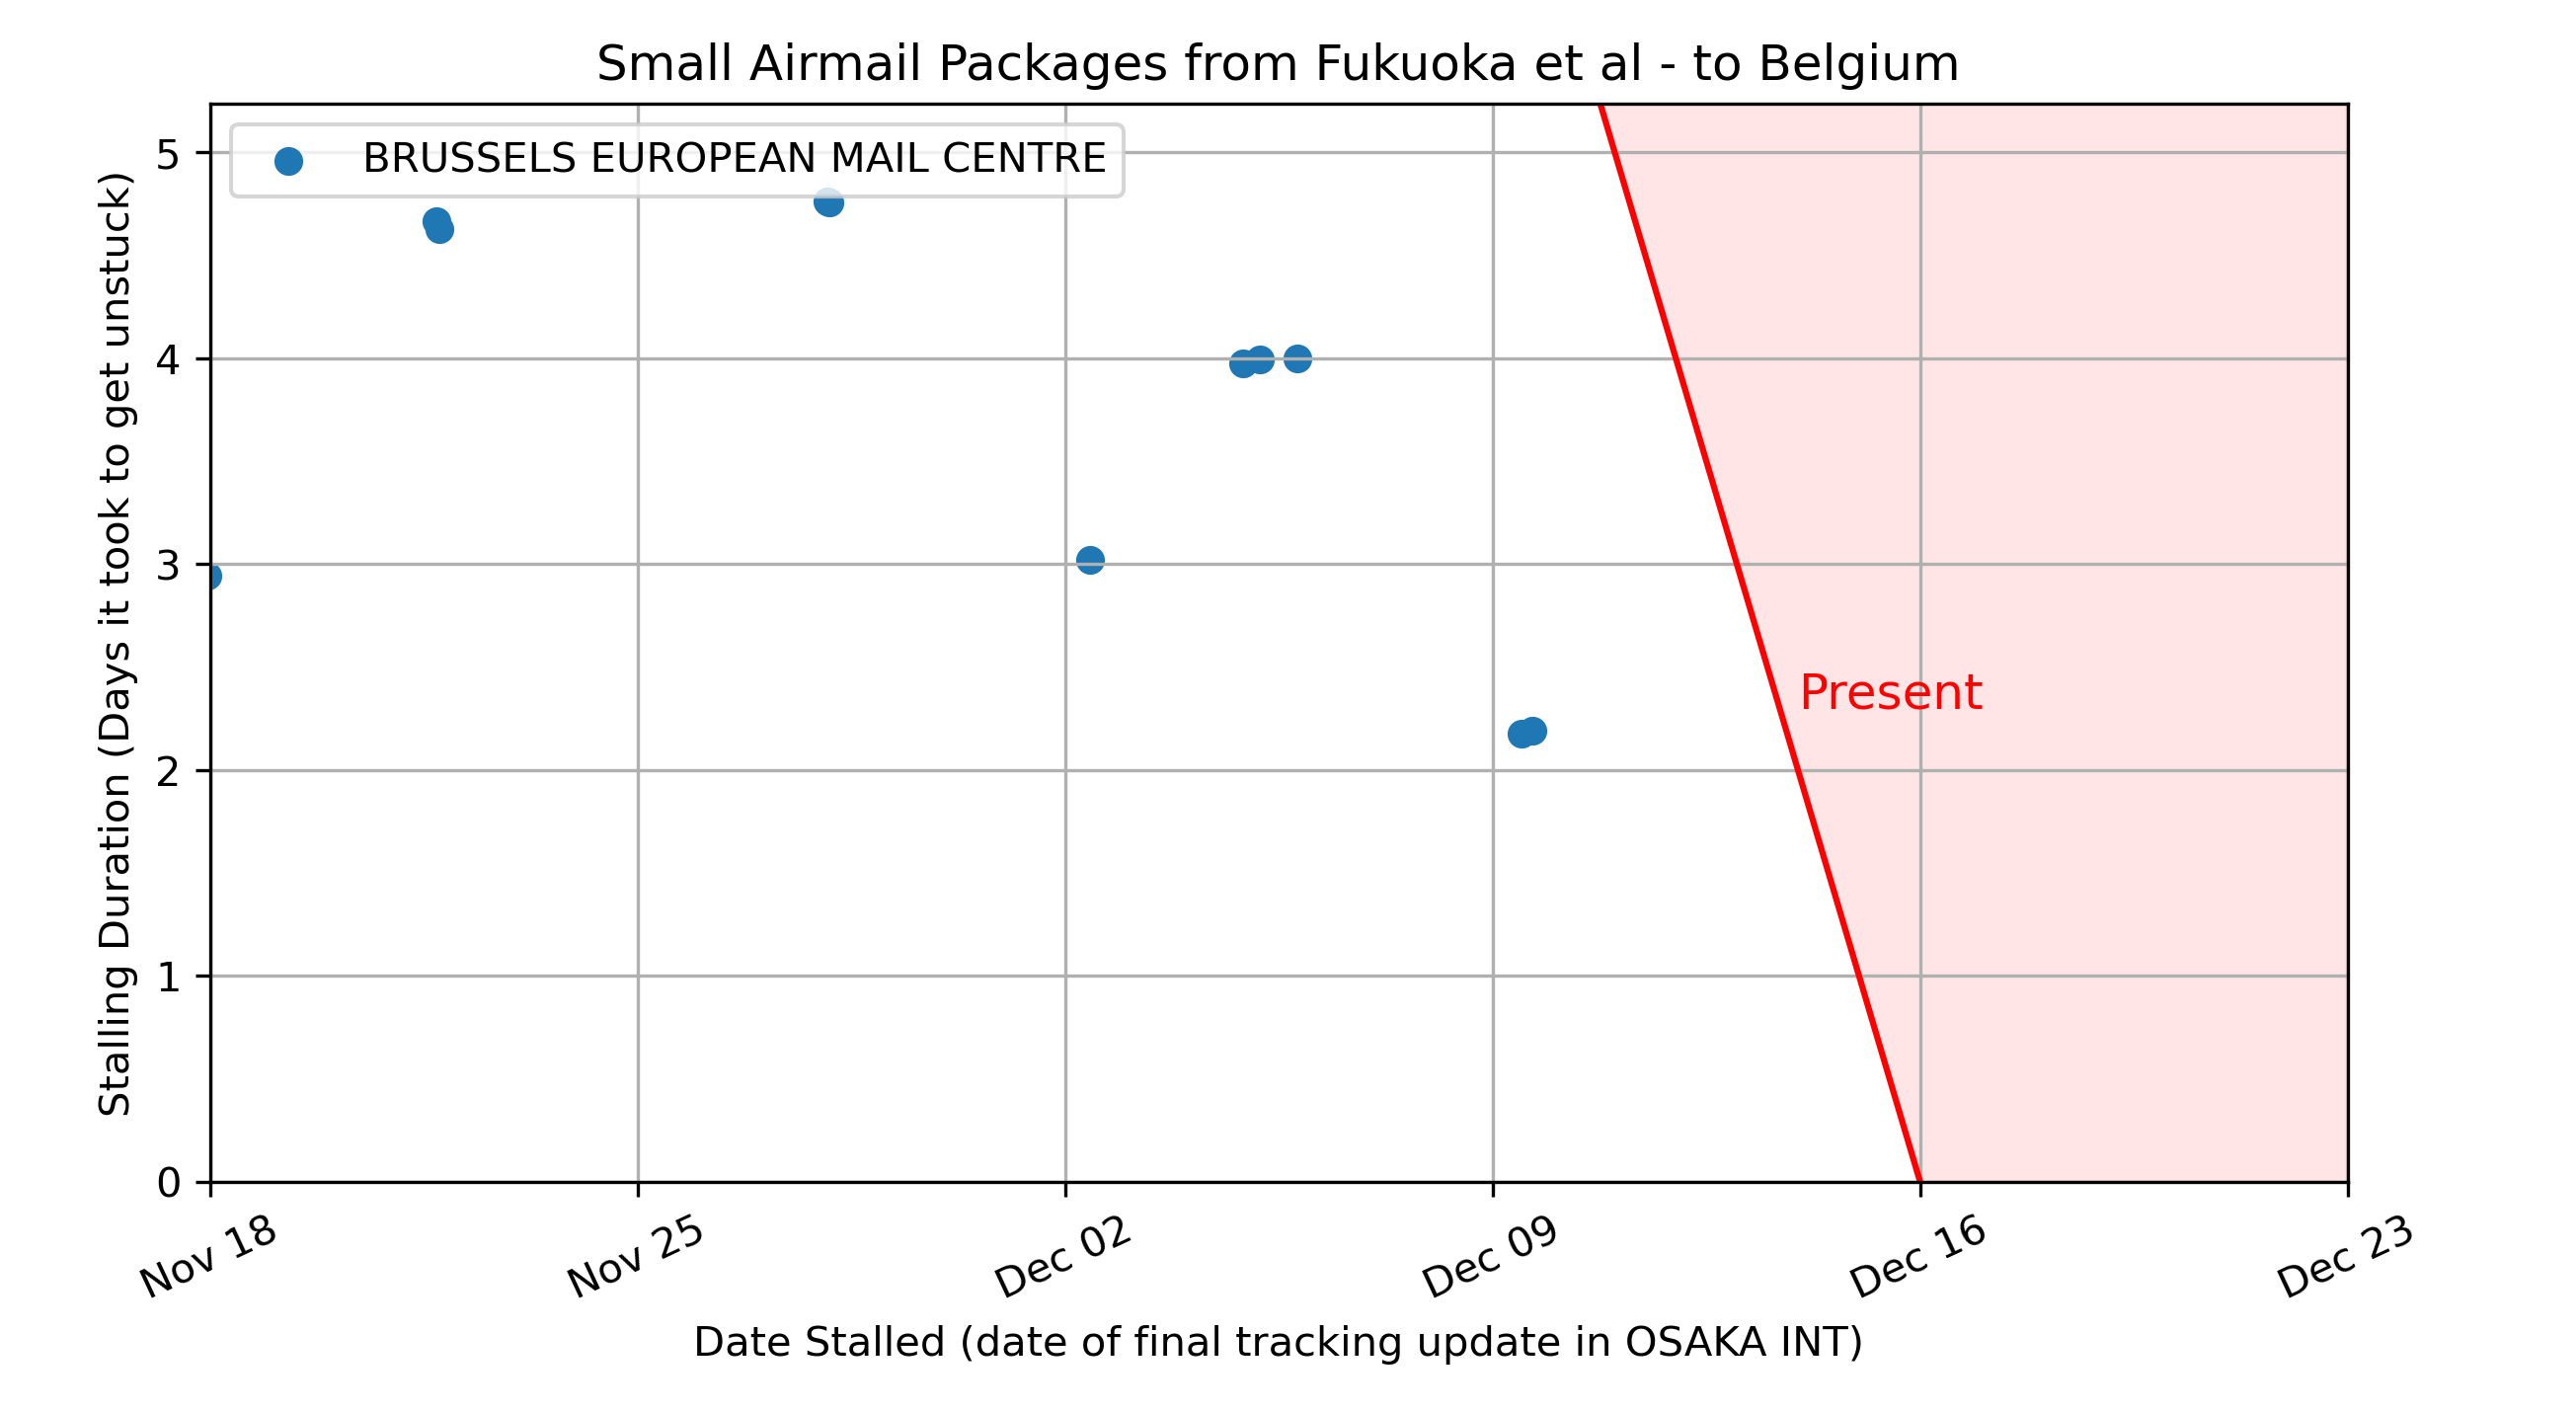 Small Airmail Packages from Fukuoka et al - to Belgium
BRUSSELS EUROPEAN MAIL CENTRE
Stalling Duration (Days it took to get unstuck)
5
4
3
2
1
0
Present
Nov 18
Nov 25
Dec 02
Dec 09
Dec 16
Dec 23
Date Stalled (date of final tracking update in OSAKA INT)